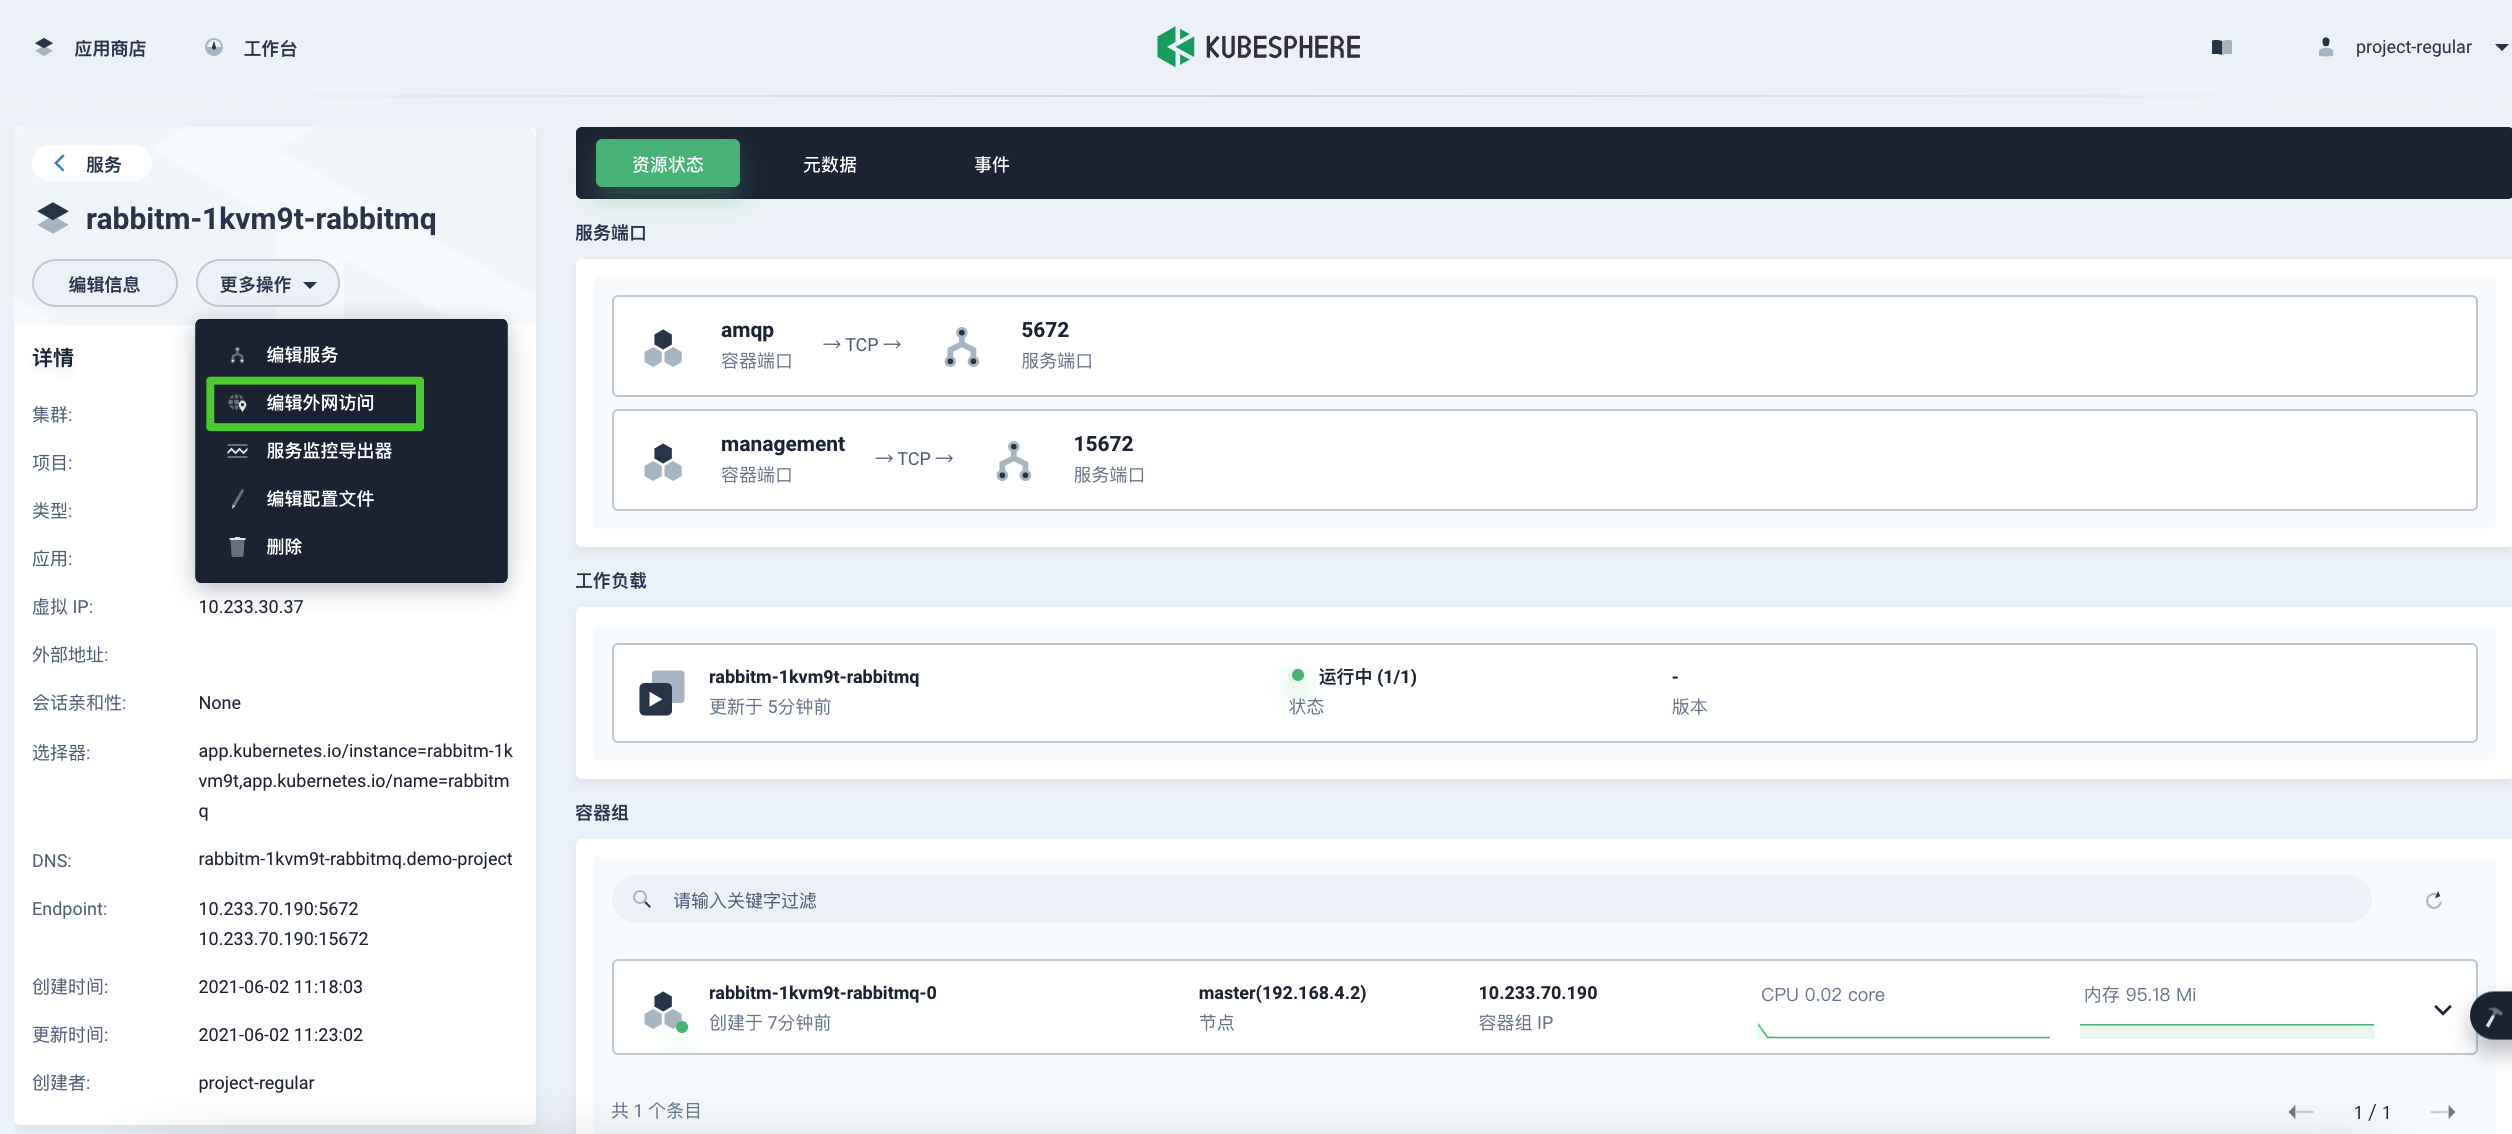 应用商店
工作台
KUBESPHERE
project-regular
服务
rabbitm-1kvm9t-rabbitmq
编辑信息
更多操作
编辑服务
编辑外网访问
服务监控导出器
编辑配置文件
删除
详情
集群:
项目:
类型:
应用:
虚拟 IP:
10.233.30.37
外部地址:
会话亲和性:
None
选择器:
app.kubernetes.io/instance=rabbitm-1k
vm9t,app.kubernetes.io/name=rabbitm
q
DNS:
rabbitm-1kvm9t-rabbitmq.demo-project
Endpoint:
10.233.70.190:5672
10.233.70.190:15672
创建时间:
2021-06-02 11:18:03
更新时间:
2021-06-02 11:23:02
创建者:
project-regular
资源状态
元数据
事件
服务端口
amqp
容器端口
TCP
5672
服务端口
management
容器端口
TCP
15672
服务端口
工作负载
rabbitm-1kvm9t-rabbitmq
更新于 5分钟前
运行中 (1/1)
状态
-
版本
容器组
请输入关键字过滤
rabbitm-1kvm9t-rabbitmq-0
创建于 7分钟前
master(192.168.4.2)
节点
10.233.70.190
容器组 IP
CPU 0.02 core
内存 95.18 Mi
共 1 个条目
1 / 1